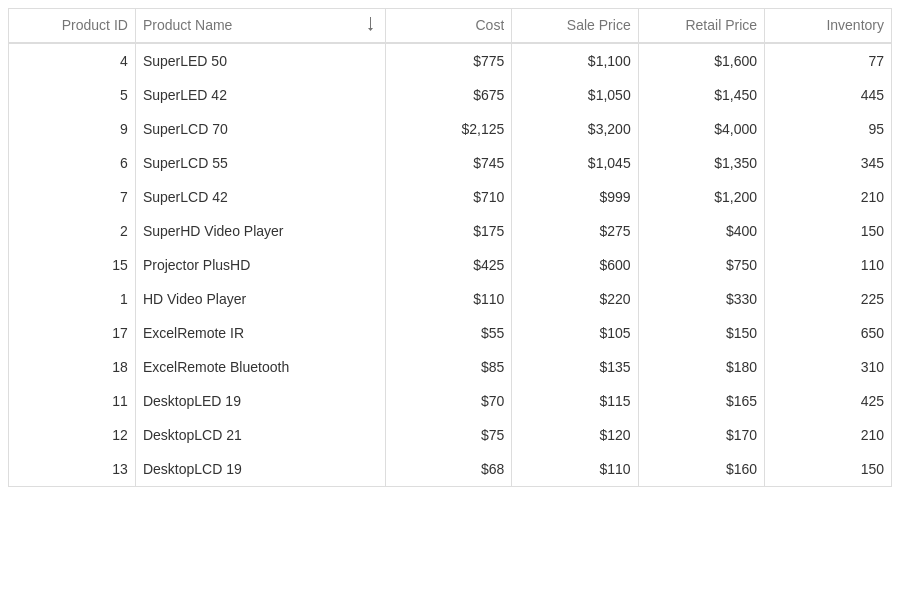 Product ID Product Name Cost Sale Price Retail Price Inventory
4 SuperLED 50 $775 $1,100 $1,600 77
5 SuperLED 42 $675 $1,050 $1,450 445
9 SuperLCD 70 $2,125 $3,200 $4,000 95
6 SuperLCD 55 $745 $1,045 $1,350 345
7 SuperLCD 42 $710 $999 $1,200 210
2 SuperHD Video Player $175 $275 $400 150
15 Projector PlusHD $425 $600 $750 110
1 HD Video Player $110 $220 $330 225
17 ExcelRemote IR $55 $105 $150 650
18 ExcelRemote Bluetooth $85 $135 $180 310
11 DesktopLED 19 $70 $115 $165 425
12 DesktopLCD 21 $75 $120 $170 210
13 DesktopLCD 19 $68 $110 $160 150